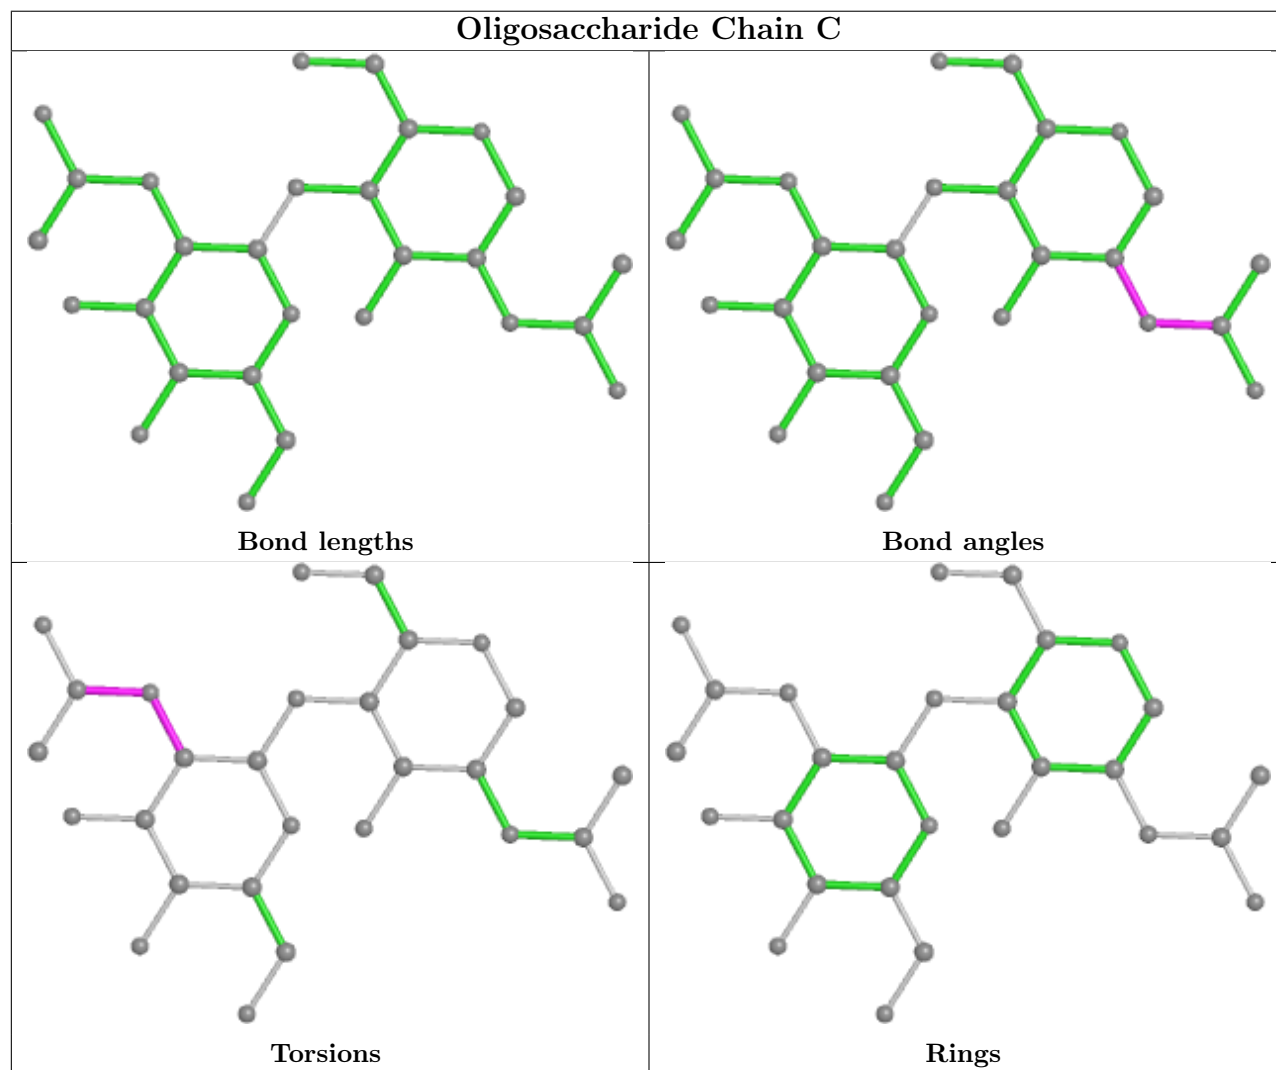 Oligosaccharide Chain C
Bond lengths
Bond angles
Torsions
Rings